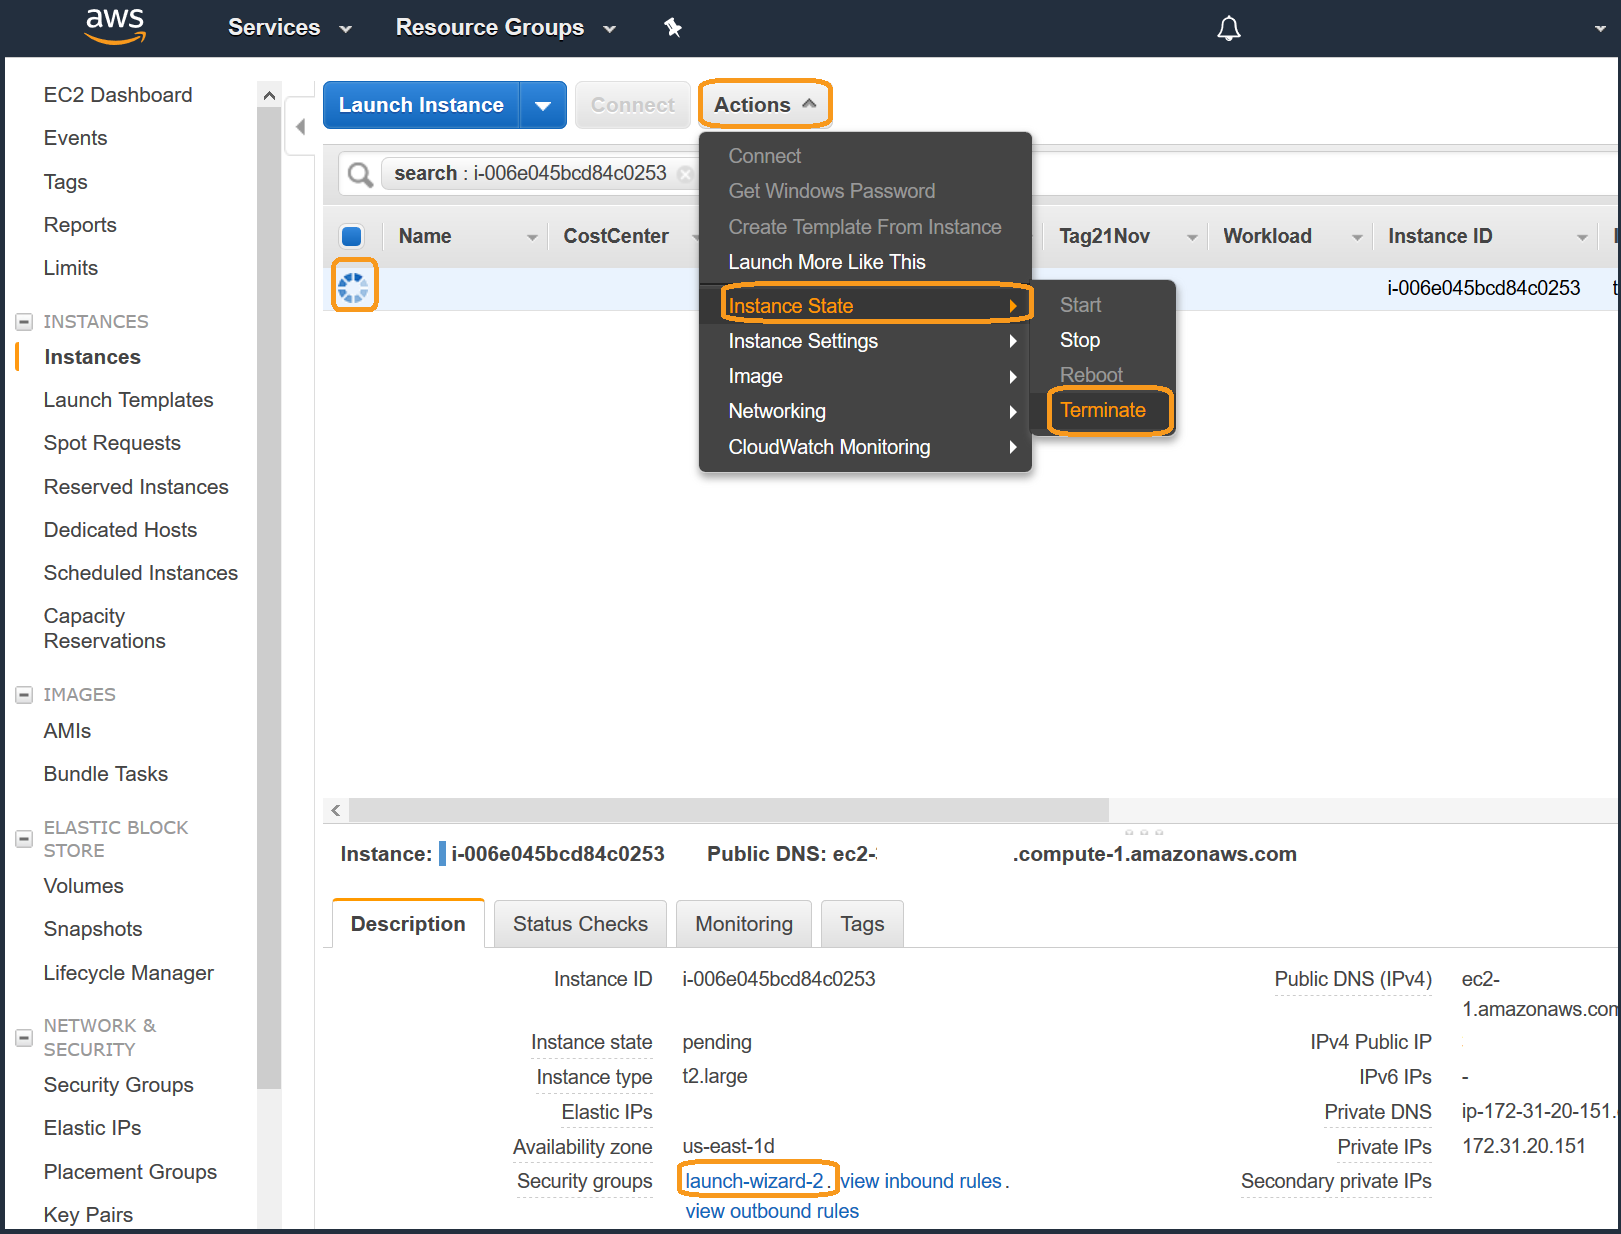 aws
Services
Resource Groups
EC2 Dashboard
Events
Tags
Reports
Limits
INSTANCES
Instances
Launch Templates
Spot Requests
Reserved Instances
Dedicated Hosts
Scheduled Instances
Capacity
Reservations
IMAGES
AMIs
Bundle Tasks
ELASTIC BLOCK
STORE
Volumes
Snapshots
Lifecycle Manager
NETWORK &
SECURITY
Security Groups
Elastic IPs
Placement Groups
Key Pairs
Launch Instance
Connect
Actions
search : i-006e045bcd84c0253
Name
CostCenter
Tag21Nov
Workload
Instance ID
i-006e045bcd84c0253
Connect
Get Windows Password
Create Template From Instance
Launch More Like This
Instance State
Instance Settings
Image
Networking
CloudWatch Monitoring
Start
Stop
Reboot
Terminate
Instance: i-006e045bcd84c0253 Public DNS: ec2- .compute-1.amazonaws.com
Description
Status Checks
Monitoring
Tags
Instance ID i-006e045bcd84c0253
Instance state pending
Instance type t2.large
Elastic IPs
Availability zone us-east-1d
Security groups launch-wizard-2. view inbound rules.
view outbound rules
Public DNS (IPv4) ec2-
1.amazonaws.com
IPv4 Public IP
IPv6 IPs -
Private DNS ip-172-31-20-151.
Private IPs 172.31.20.151
Secondary private IPs